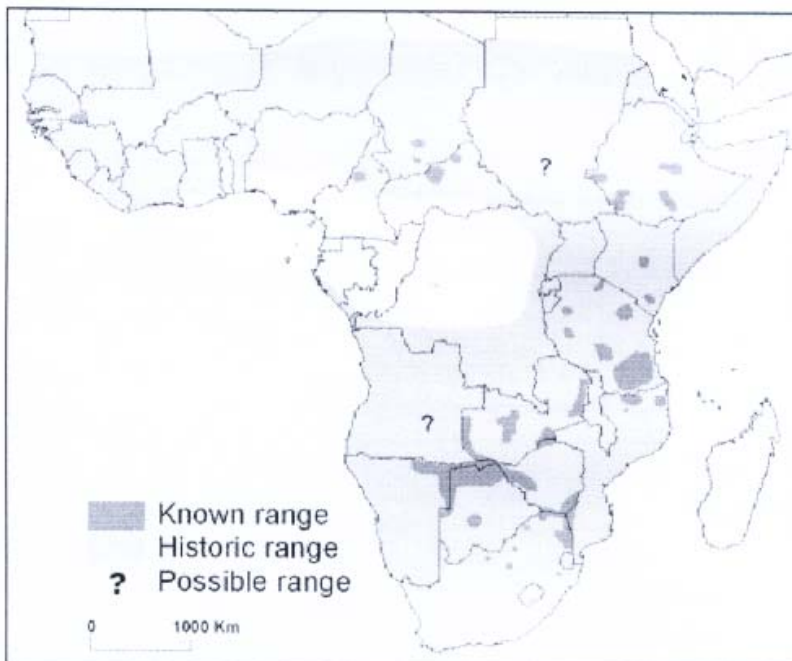 ?
?
Known range
Historic range
? Possible range
0 1000 Km